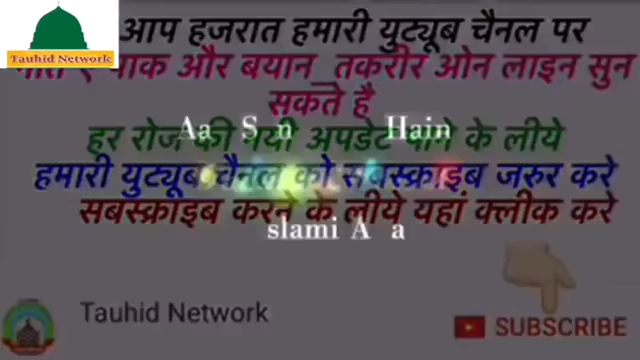 Tauhid Network
आप हजरात हमारी युट्यूब चैनल पर
पाक और बयान_तकरीर ओन लाइन सुन
सकते है
हर रोज की नयी अपडेट पाने के लीये
Aa S n Hain
हमारी युट्यूब चैनल को सबस्क्राइब जरुर करे
सबस्क्राइब करने के लीये यहां क्लीक करे
slami A a
Tauhid Network
SUBSCRIBE